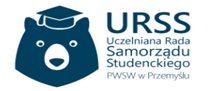 URSS
Uczelniana Rada
Samorządu
Studenckiego
PWSW w Przemyślu